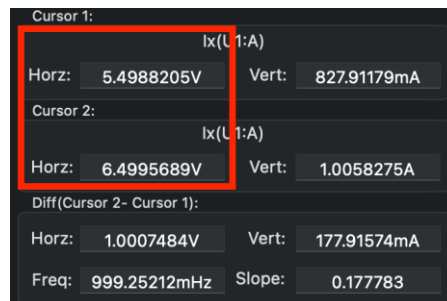 Cursor 1:
Ix(U1:A)
Horz: 5.4988205V Vert: 827.91179mA
Cursor 2:
Ix(U1:A)
Horz: 6.4995689V Vert: 1.0058275A
Diff(Cursor 2- Cursor 1):
Horz: 1.0007484V Vert: 177.91574mA
Freq: 999.25212mHz Slope: 0.177783